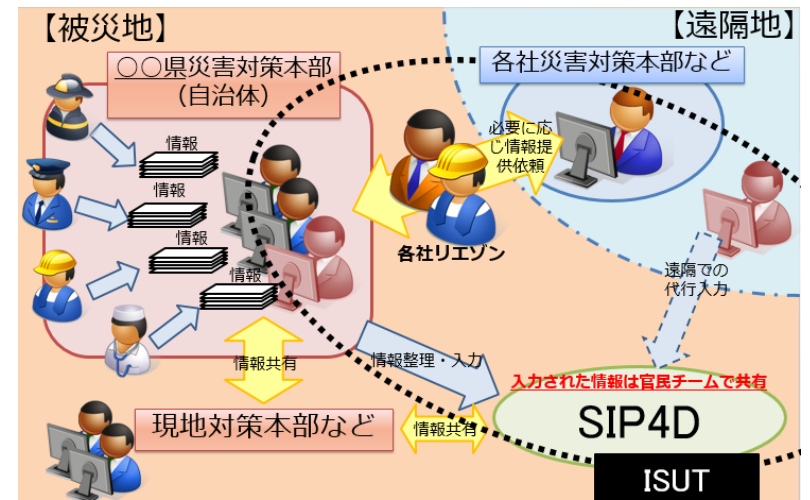 【被災地】
【遠隔地】
○○県災害対策本部
（自治体）
各社災害対策本部など
情報
情報
情報
情報
必要に応
じ情報提
供依頼
各社リエゾン
遠隔での
代行入力
情報共有
情報整理・入力
入力された情報は官民チームで共有
現地対策本部など
情報共有
SIP4D
ISUT